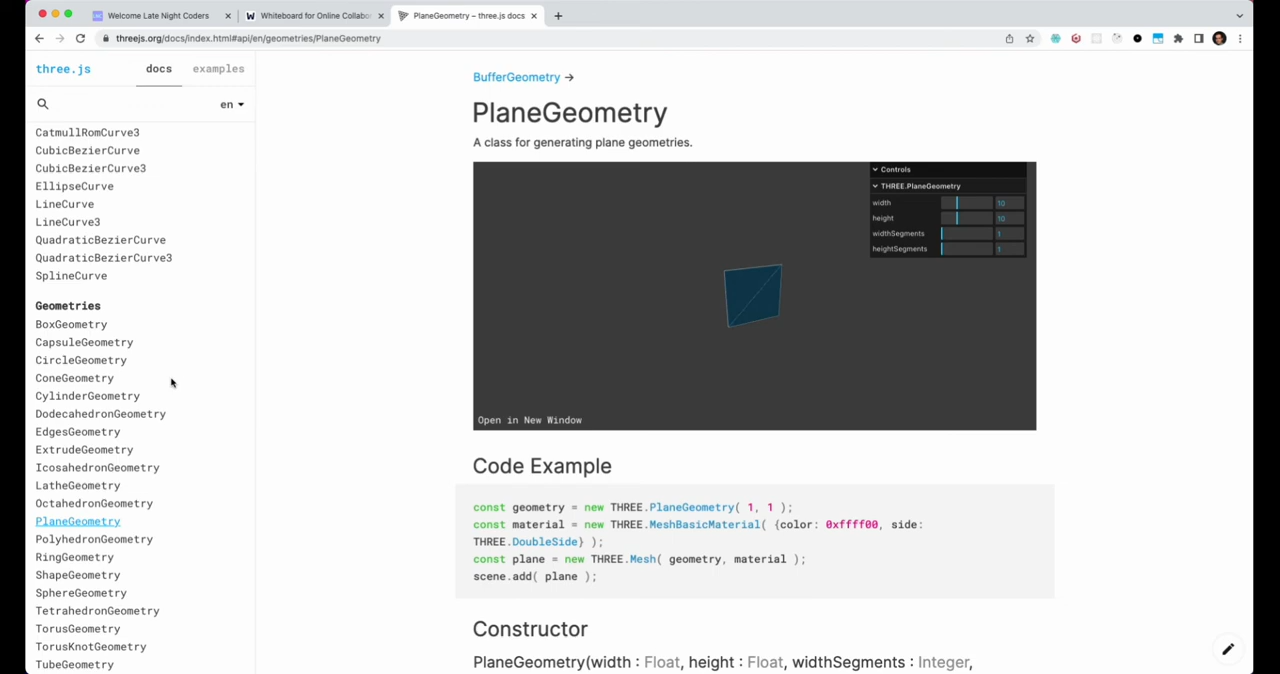 Welcome Late Night Coders
Whiteboard for Online Collabo
PlaneGeometry – three.js docs
threejs.org/docs/index.html#api/en/geometries/PlaneGeometry
three.js
docs
examples
en
CatmullRomCurve3
CubicBezierCurve
CubicBezierCurve3
EllipseCurve
LineCurve
LineCurve3
QuadraticBezierCurve
QuadraticBezierCurve3
SplineCurve
Geometries
BoxGeometry
CapsuleGeometry
CircleGeometry
ConeGeometry
CylinderGeometry
DodecahedronGeometry
EdgesGeometry
ExtrudeGeometry
IcosahedronGeometry
LatheGeometry
OctahedronGeometry
PlaneGeometry
PolyhedronGeometry
RingGeometry
ShapeGeometry
SphereGeometry
TetrahedronGeometry
TorusGeometry
TorusKnotGeometry
TubeGeometry
BufferGeometry →
PlaneGeometry
A class for generating plane geometries.
Controls
THREE.PlaneGeometry
width 10
height 10
widthSegments 1
heightSegments 1
Open in New Window
Code Example
const geometry = new THREE.PlaneGeometry( 1, 1 );
const material = new THREE.MeshBasicMaterial( {color: 0xffff00, side:
THREE.DoubleSide} );
const plane = new THREE.Mesh( geometry, material );
scene.add( plane );
Constructor
PlaneGeometry(width : Float, height : Float, widthSegments : Integer,